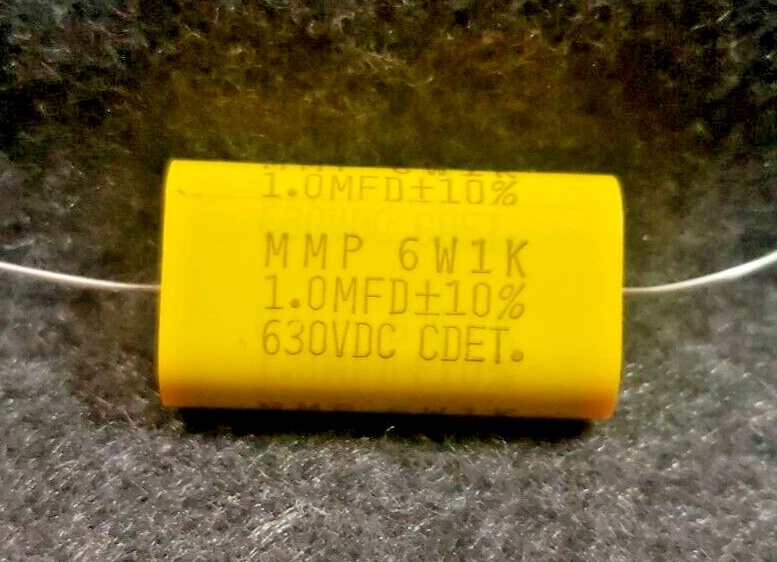 1.0MFD±10%
MMP 6W1K
1.0MFD±10%
630VDC CDET.